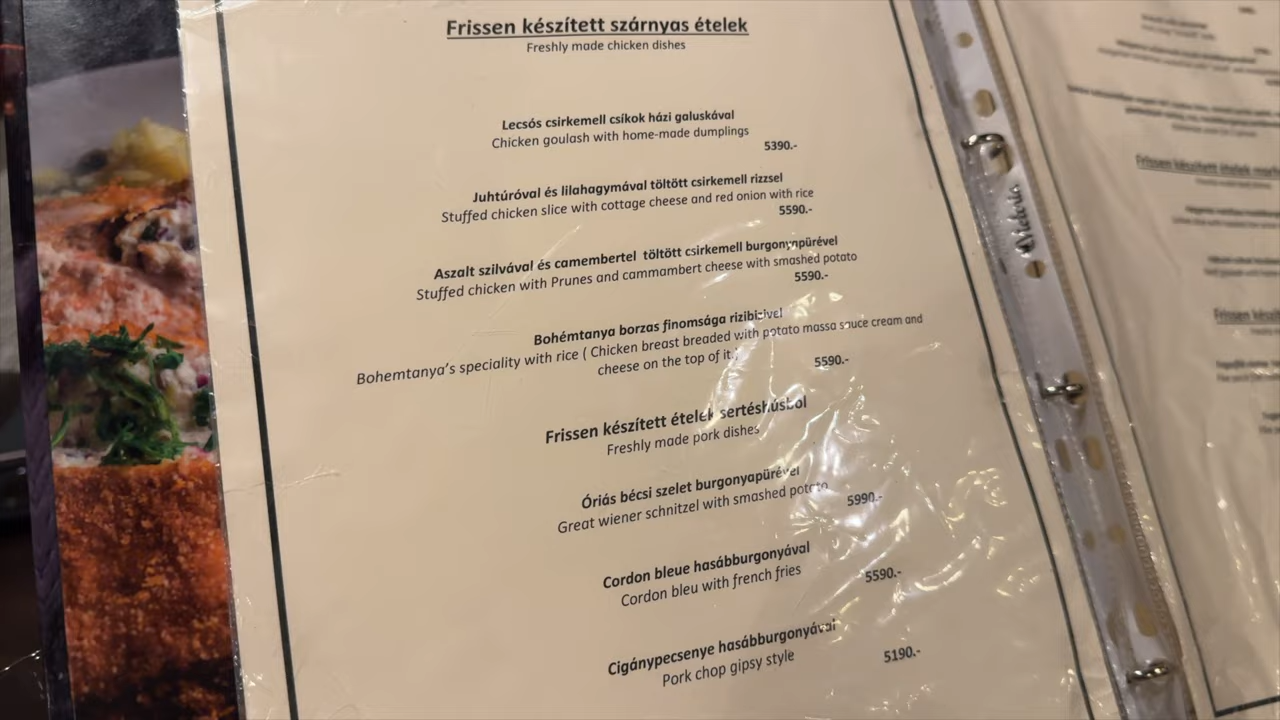 Frissen készített szárnyas ételek
Freshly made chicken dishes
Lecsós csirkemell csíkok házi galuskával
Chicken goulash with home-made dumplings
5390.-
Juhtúróval és lilahagymával töltött csirkemell rizzsel
Stuffed chicken slice with cottage cheese and red onion with rice
5590.-
Aszalt szilvával és camembertel töltött csirkemell burgonyapürével
Stuffed chicken with Prunes and cammambert cheese with smashed potato
5590.-
Bohémtanya borzas finomsága rizibizivel
Bohemtanya's speciality with rice ( Chicken breast breaded with potato massa sauce cream and
cheese on the top of it.
5590.-
Frissen készített ételek sertéshúsból
Freshly made pork dishes
Óriás bécsi szelet burgonyapürével
Great wiener schnitzel with smashed potato
5990.-
Cordon bleue hasábburgonyával
Cordon bleu with french fries
5590.-
Cigánypecsenye hasábburgonyával
Pork chop gipsy style
5190.-
Victoria